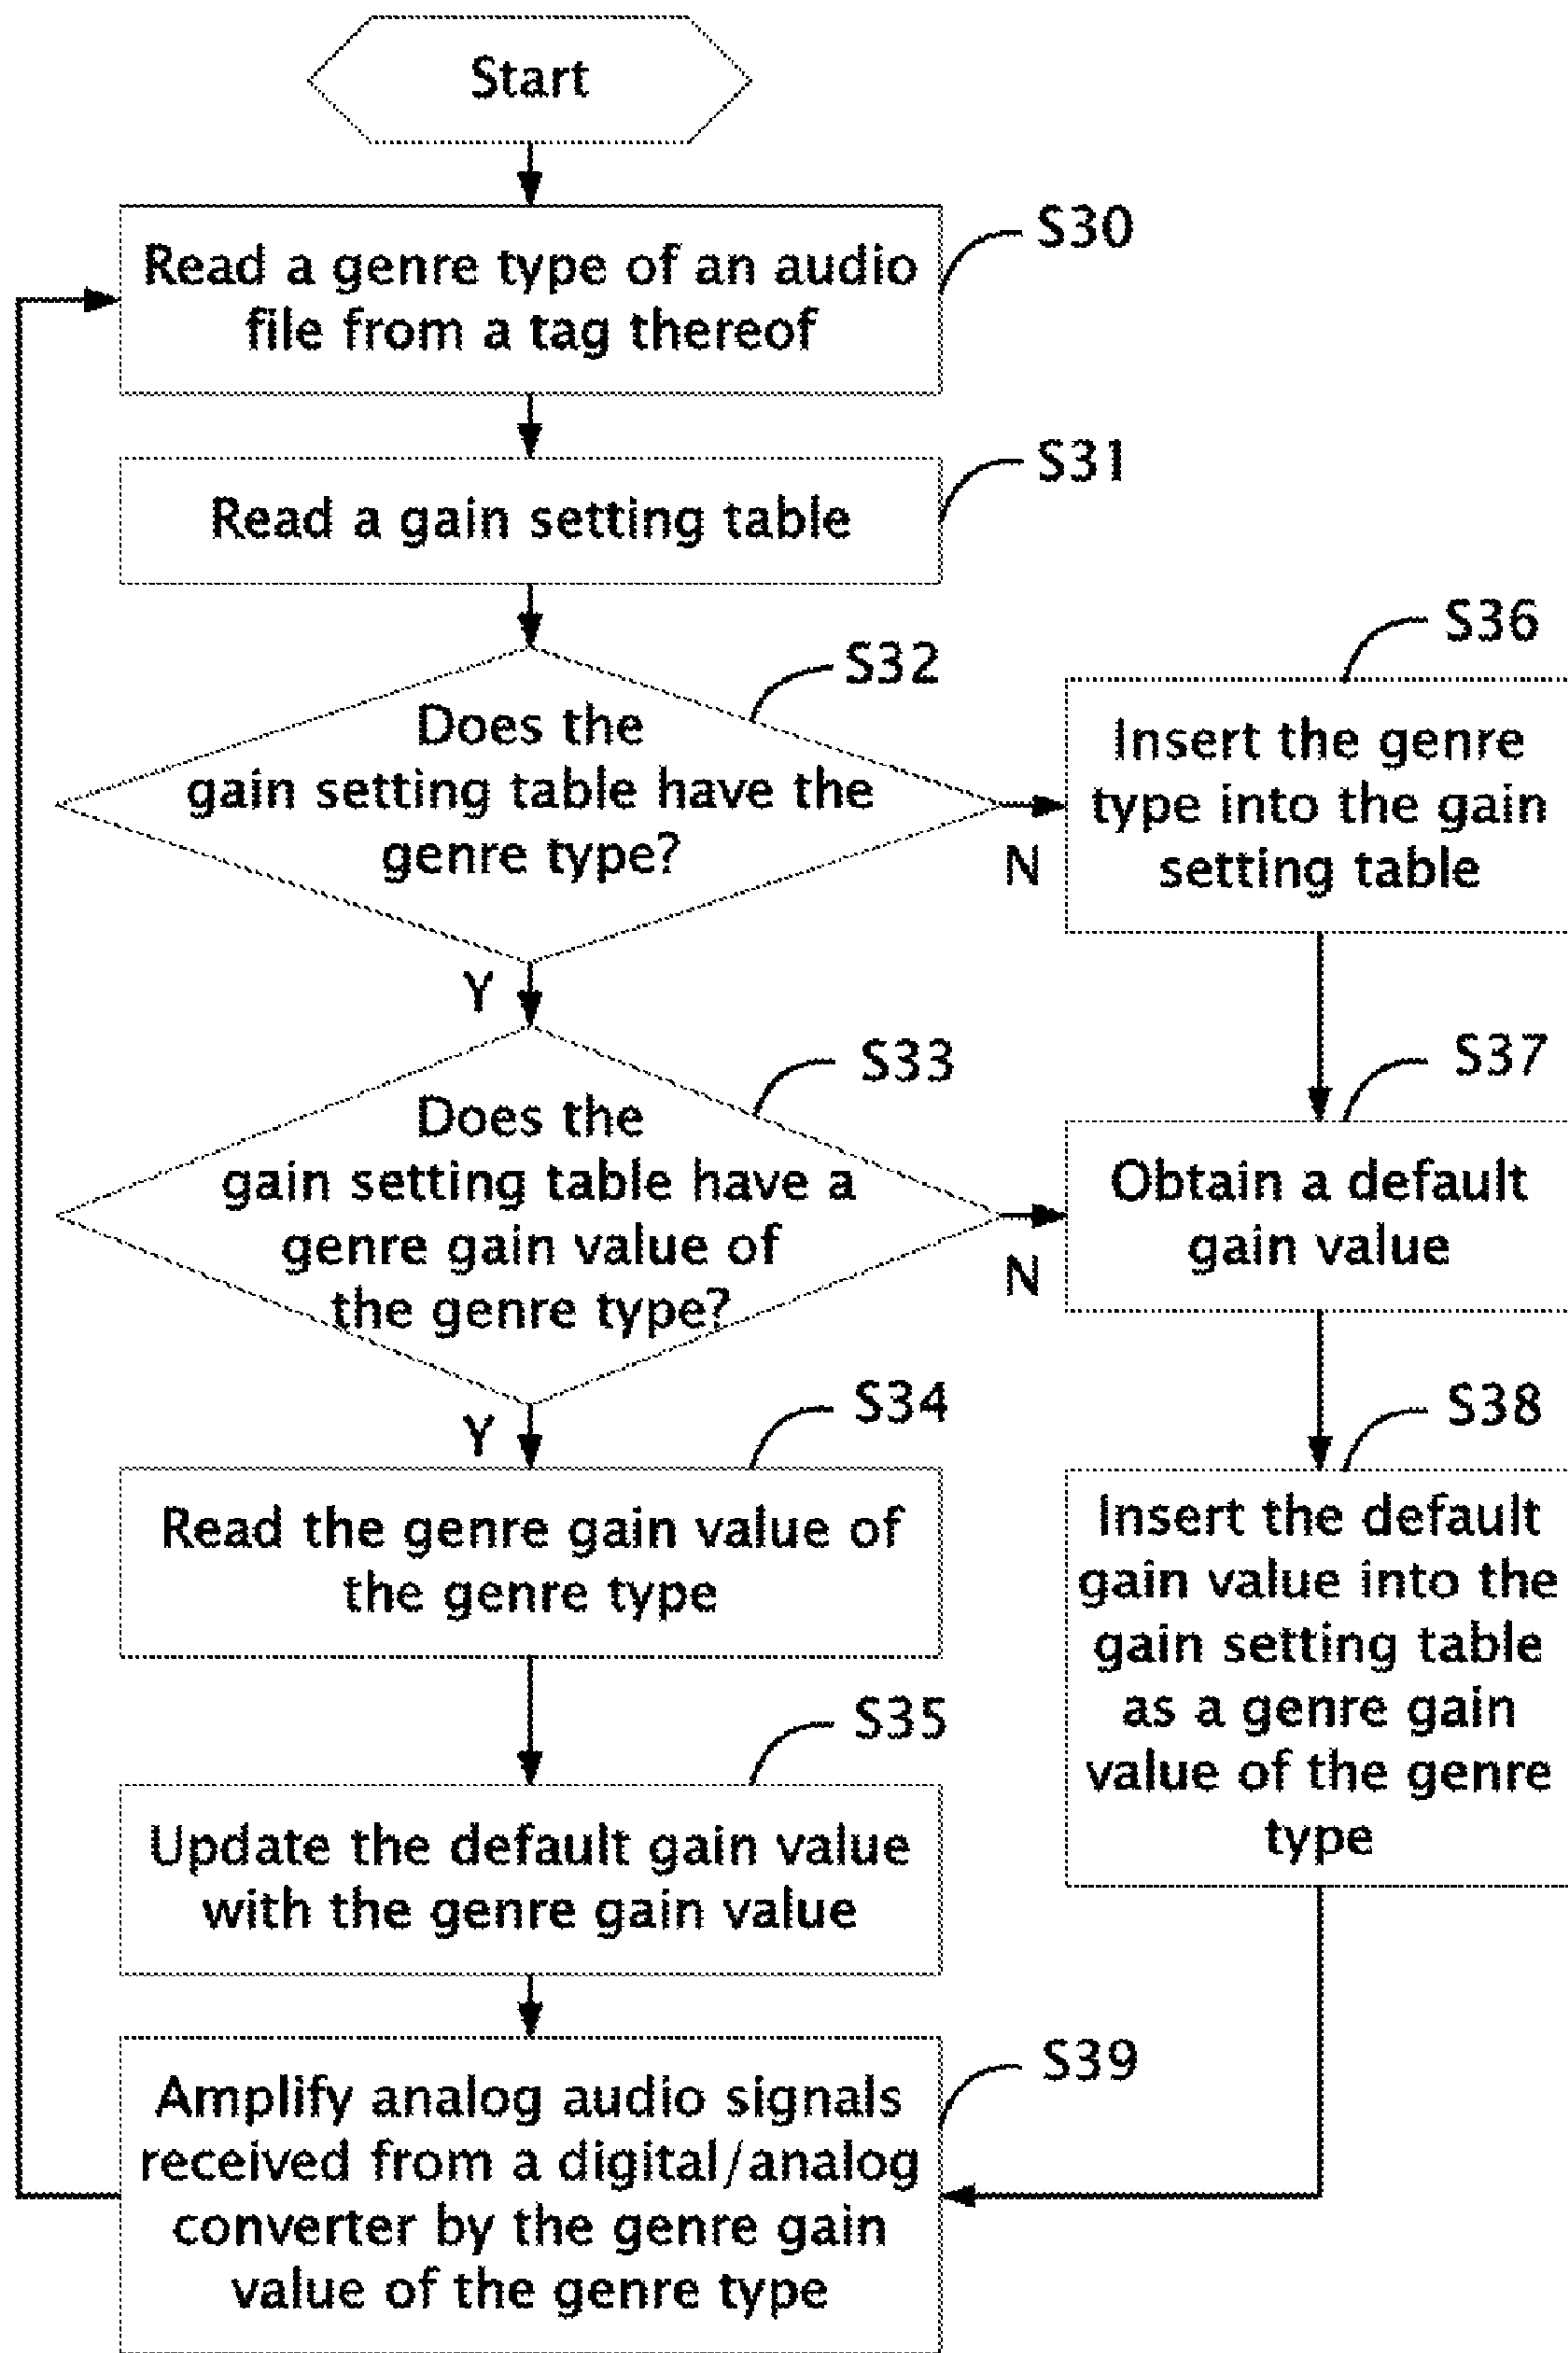 Start
S30
Read a genre type of an audio
file from a tag thereof
S31
Read a gain setting table
S32
Does the
gain setting table have the
genre type?
N
Y
S36
Insert the genre
type into the gain
setting table
S33
Does the
gain setting table have a
genre gain value of
the genre type?
N
Y
S37
Obtain a default
gain value
S34
Read the genre gain value of
the genre type
S38
Insert the default
gain value into the
gain setting table
as a genre gain
value of the genre
type
S35
Update the default gain value
with the genre gain value
S39
Amplify analog audio signals
received from a digital/analog
converter by the genre gain
value of the genre type